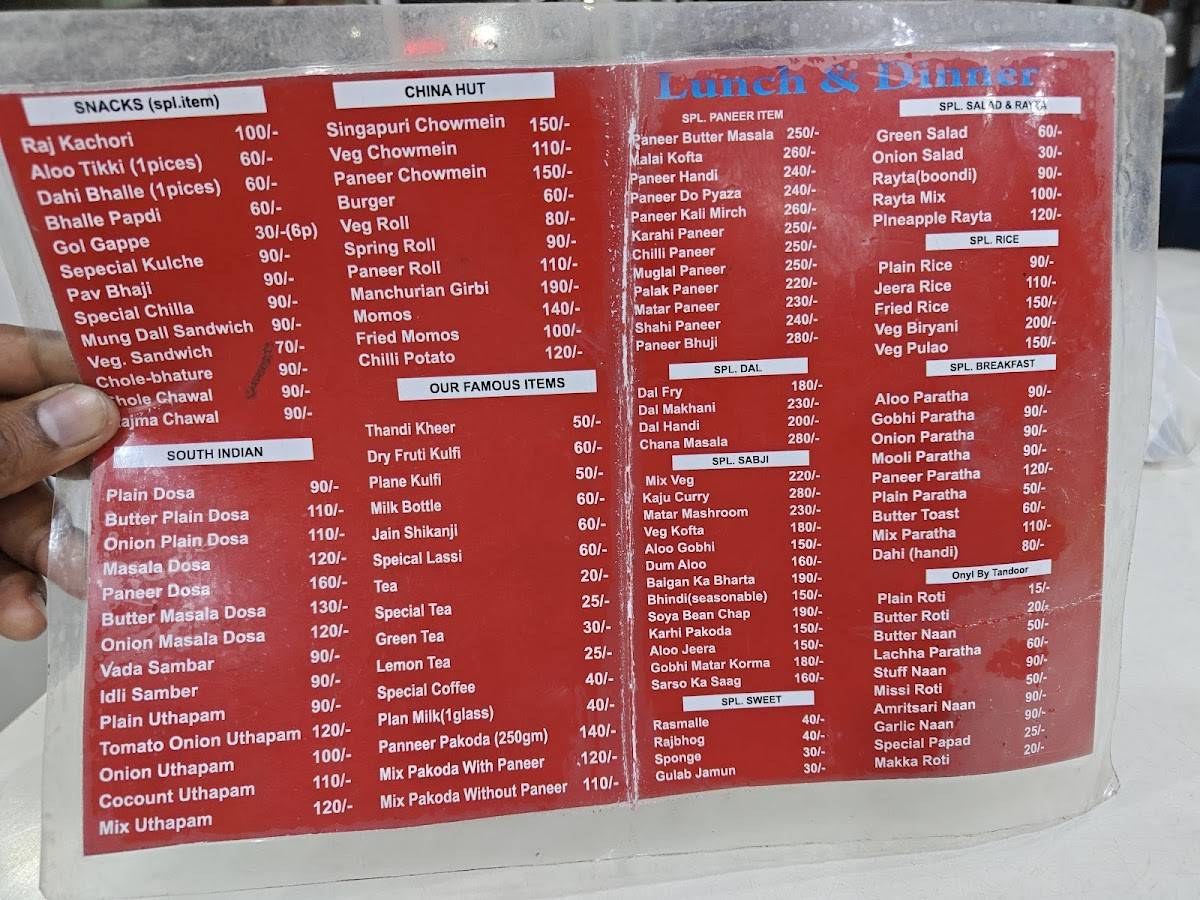 SNACKS (spl.item)
Raj Kachori 100/-
Aloo Tikki (1pices) 60/-
Dahi Bhalle (1pices) 60/-
Bhalle Papdi 60/-
Gol Gappe 30/-(6p)
Sepecial Kulche 90/-
Pav Bhaji 90/-
Special Chilla 90/-
Mung Dall Sandwich 90/-
Veg. Sandwich 70/-
Chole-bhature 90/-
Chole Chawal 90/-
Rajma Chawal 90/-
SOUTH INDIAN
Plain Dosa 90/-
Butter Plain Dosa 110/-
Onion Plain Dosa 110/-
Masala Dosa 120/-
Paneer Dosa 160/-
Butter Masala Dosa 130/-
Onion Masala Dosa 120/-
Vada Sambar 90/-
Idli Samber 90/-
Plain Uthapam 90/-
Tomato Onion Uthapam 120/-
Onion Uthapam 100/-
Cocount Uthapam 110/-
Mix Uthapam 120/-
CHINA HUT
Singapuri Chowmein 150/-
Veg Chowmein 110/-
Paneer Chowmein 150/-
Burger 60/-
Veg Roll 80/-
Spring Roll 90/-
Paneer Roll 110/-
Manchurian Girbi 190/-
Momos 140/-
Fried Momos 100/-
Chilli Potato 120/-
OUR FAMOUS ITEMS
Thandi Kheer 50/-
Dry Fruti Kulfi 60/-
Plane Kulfi 50/-
Milk Bottle 60/-
Jain Shikanji 60/-
Speical Lassi 60/-
Tea 20/-
Special Tea 25/-
Green Tea 30/-
Lemon Tea 25/-
Special Coffee 40/-
Plan Milk(1glass) 40/-
Panneer Pakoda (250gm) 140/-
Mix Pakoda With Paneer 120/-
Mix Pakoda Without Paneer 110/-
Lunch & Dinner
SPL. PANEER ITEM
Paneer Butter Masala 250/-
Malai Kofta 260/-
Paneer Handi 240/-
Paneer Do Pyaza 240/-
Paneer Kali Mirch 260/-
Karahi Paneer 250/-
Chilli Paneer 250/-
Muglal Paneer 250/-
Palak Paneer 220/-
Matar Paneer 230/-
Shahi Paneer 240/-
Paneer Bhuji 280/-
SPL. DAL
Dal Fry 180/-
Dal Makhani 230/-
Dal Handi 200/-
Chana Masala 280/-
SPL. SABJI
Mix Veg 220/-
Kaju Curry 280/-
Matar Mashroom 230/-
Veg Kofta 180/-
Aloo Gobhi 150/-
Dum Aloo 160/-
Baigan Ka Bharta 190/-
Bhindi(seasonable) 150/-
Soya Bean Chap 190/-
Karhi Pakoda 150/-
Aloo Jeera 150/-
Gobhi Matar Korma 180/-
Sarso Ka Saag 160/-
SPL. SWEET
Rasmalle 40/-
Rajbhog 40/-
Sponge 30/-
Gulab Jamun 30/-
SPL. SALAD & RAYTA
Green Salad 60/-
Onion Salad 30/-
Rayta(boondi) 90/-
Rayta Mix 100/-
PIneapple Rayta 120/-
SPL. RICE
Plain Rice 90/-
Jeera Rice 110/-
Fried Rice 150/-
Veg Biryani 200/-
Veg Pulao 150/-
SPL. BREAKFAST
Aloo Paratha 90/-
Gobhi Paratha 90/-
Onion Paratha 90/-
Mooli Paratha 90/-
Paneer Paratha 120/-
Plain Paratha 50/-
Butter Toast 60/-
Mix Paratha 110/-
Dahi (handi) 80/-
Onyl By Tandoor
Plain Roti 15/-
Butter Roti 20/-
Butter Naan 50/-
Lachha Paratha 60/-
Stuff Naan 90/-
Missi Roti 50/-
Amritsari Naan 90/-
Garlic Naan 90/-
Special Papad 25/-
Makka Roti 20/-